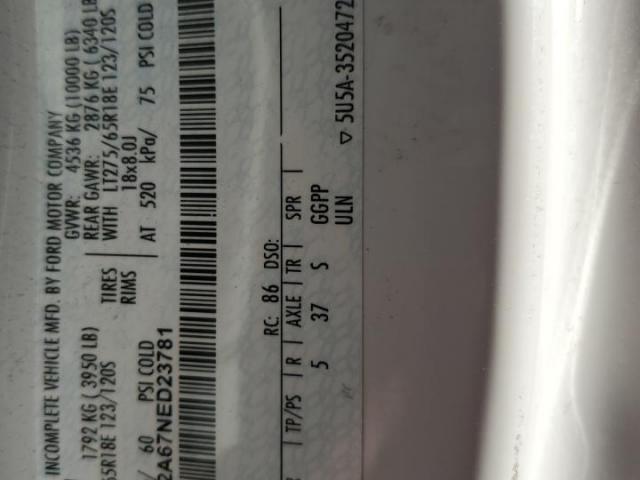 INCOMPLETE VEHICLE MFD. BY FORD MOTOR COMPANY
GVWR: 4536 KG (10000 LB)
1792 KG ( 3950 LB) REAR GAWR: 2876 KG ( 6340 LB
65R18E 123/120S TIRES WITH LT275/65R18E 123/120S
RIMS 18x8.0J
/ 60 PSI COLD AT 520 kPa/ 75 PSI COLD
2A67NED23781
RC: 86 DSO:
TP/PS R AXLE TR SPR
5 37 S GGPP
ULN
▽ 5U5A-3520472